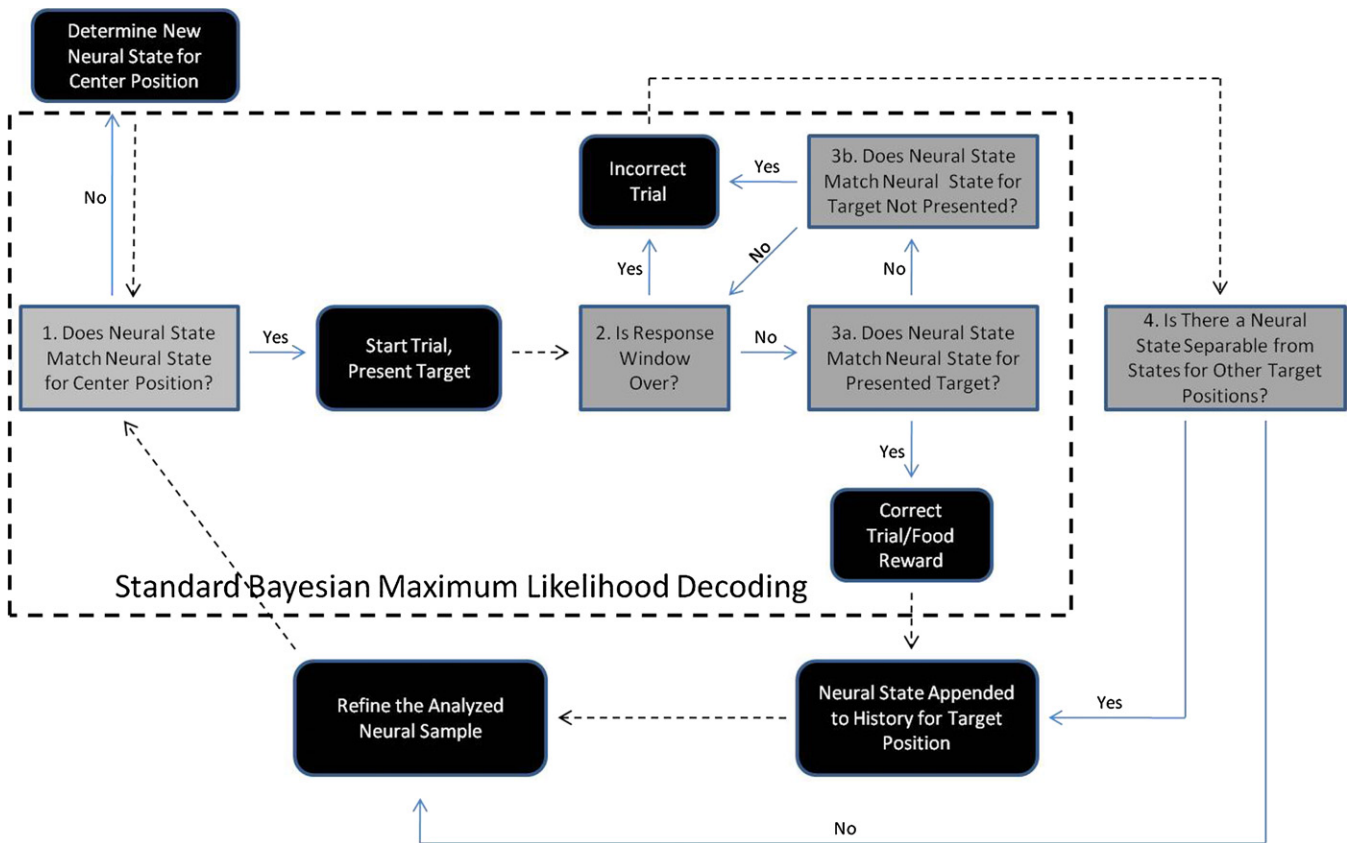 Determine New
Neural State for
Center Position
No
Incorrect
Trial
Yes
3b. Does Neural State
Match Neural State for
Target Not Presented?
No
Yes
No
1. Does Neural State
Match Neural State
for Center Position?
Yes
Start Trial,
Present Target
2. Is Response
Window
Over?
No
3a. Does Neural State
Match Neural State for
Presented Target?
4. Is There a Neural
State Separable from
States for Other Target
Positions?
Yes
Correct
Trial/Food
Reward
Standard Bayesian Maximum Likelihood Decoding
Refine the Analyzed
Neural Sample
Neural State Appended
to History for Target
Position
Yes
No